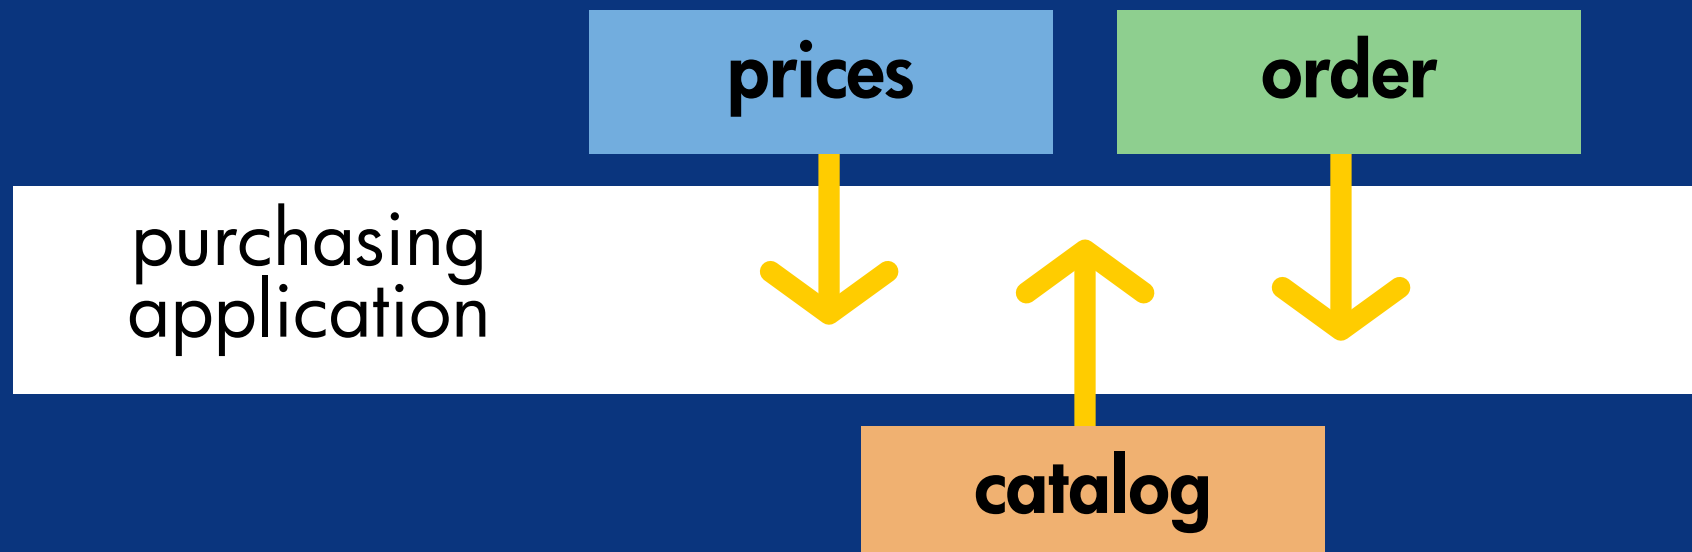 prices
order
purchasing
application
catalog